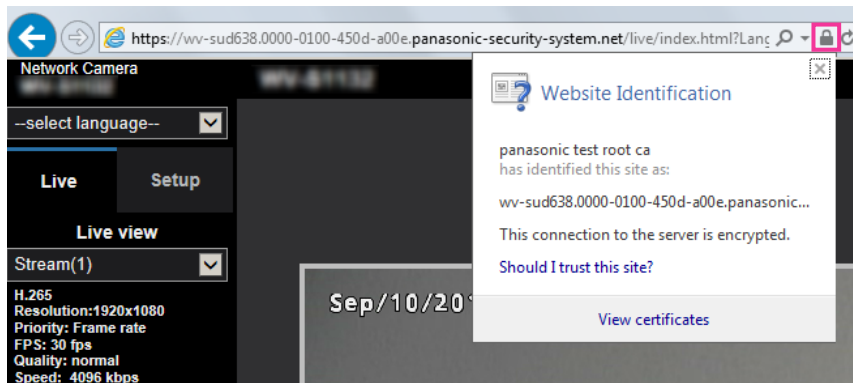 https://wv-sud638.0000-0100-450d-a00e.panasonic-security-system.net/live/index.html?Lang
Network Camera
--select language--
Live
Setup
Live view
Stream(1)
H.265
Resolution:1920x1080
Priority: Frame rate
FPS: 30 fps
Quality: normal
Speed: 4096 kbps
Sep/10/201
Website Identification
panasonic test root ca
has identified this site as:
wv-sud638.0000-0100-450d-a00e.panasonic...
This connection to the server is encrypted.
Should I trust this site?
View certificates